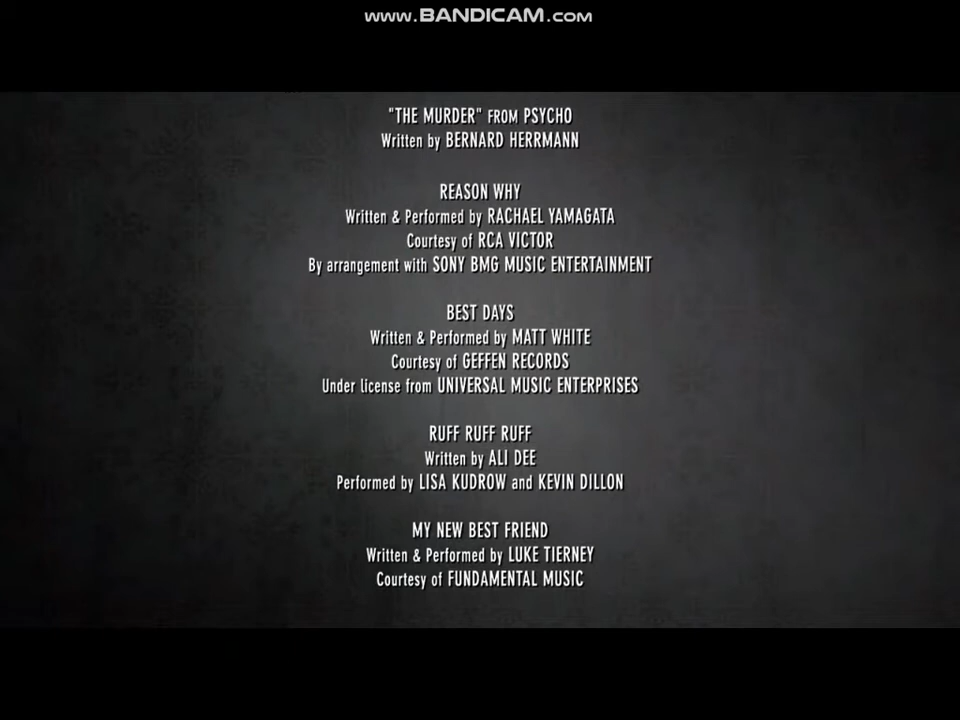 www.BANDICAM.com
"THE MURDER" FROM PSYCHO
Written by BERNARD HERRMANN
REASON WHY
Written & Performed by RACHAEL YAMAGATA
Courtesy of RCA VICTOR
By arrangement with SONY BMG MUSIC ENTERTAINMENT
BEST DAYS
Written & Performed by MATT WHITE
Courtesy of GEFFEN RECORDS
Under license from UNIVERSAL MUSIC ENTERPRISES
RUFF RUFF RUFF
Written by ALI DEE
Performed by LISA KUDROW and KEVIN DILLON
MY NEW BEST FRIEND
Written & Performed by LUKE TIERNEY
Courtesy of FUNDAMENTAL MUSIC